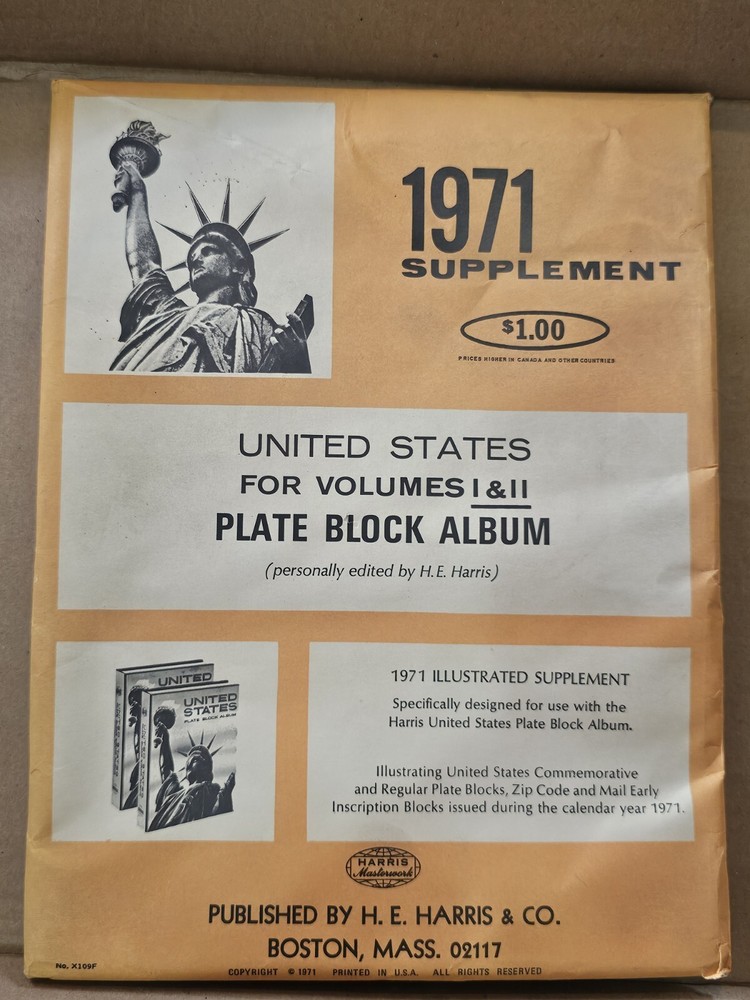 1971
SUPPLEMENT
$1.00
PRICES HIGHER IN CANADA AND OTHER COUNTRIES
UNITED STATES
FOR VOLUMES I & II
PLATE BLOCK ALBUM
(personally edited by H. E. Harris)
UNITED
UNITED
STATES
PLATE BLOCK ALBUM
1971 ILLUSTRATED SUPPLEMENT
Specifically designed for use with the
Harris United States Plate Block Album.
Illustrating United States Commemorative
and Regular Plate Blocks, Zip Code and Mail Early
Inscription Blocks issued during the calendar year 1971.
HARRIS
Masterwork
PUBLISHED BY H. E. HARRIS & CO.
BOSTON, MASS. 02117
No. X109F
COPYRIGHT © 1971 PRINTED IN U.S.A. ALL RIGHTS RESERVED